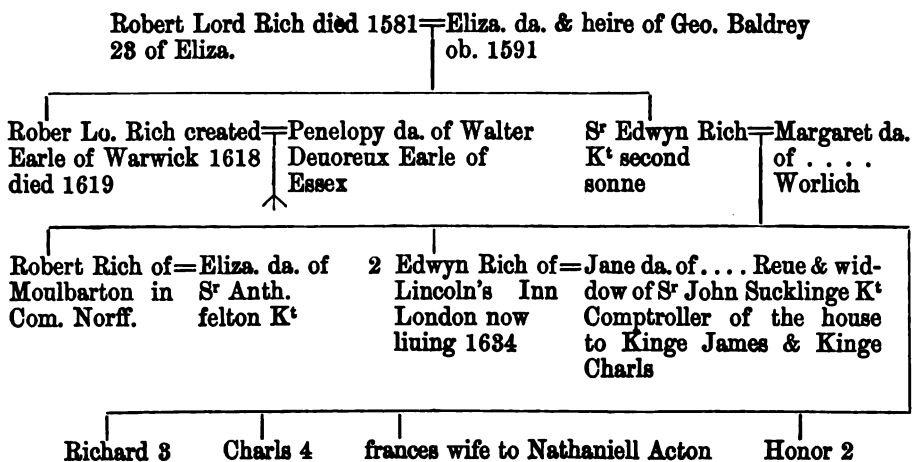 Robert Lord Rich died 1581=Eliza. da. & heire of Geo. Baldrey
23 of Eliza. ob. 1591
Rober Lo. Rich created=Penelopy da. of Walter
Earle of Warwick 1618 Deuoreux Earle of
died 1619 Essex
Sr Edwyn Rich=Margaret da.
Kt second of . . . .
sonne Worlich
Robert Rich of=Eliza. da. of
Moulbarton in Sr Anth.
Com. Norff. felton Kt
2 Edwyn Rich of=Jane da. of . . . . Reue & wid-
Lincoln's Inn dow of Sr John Sucklinge Kt
London now Comptroller of the house
liuing 1634 to Kinge James & Kinge
Charls
Richard 3 Charls 4 frances wife to Nathaniell Acton Honor 2